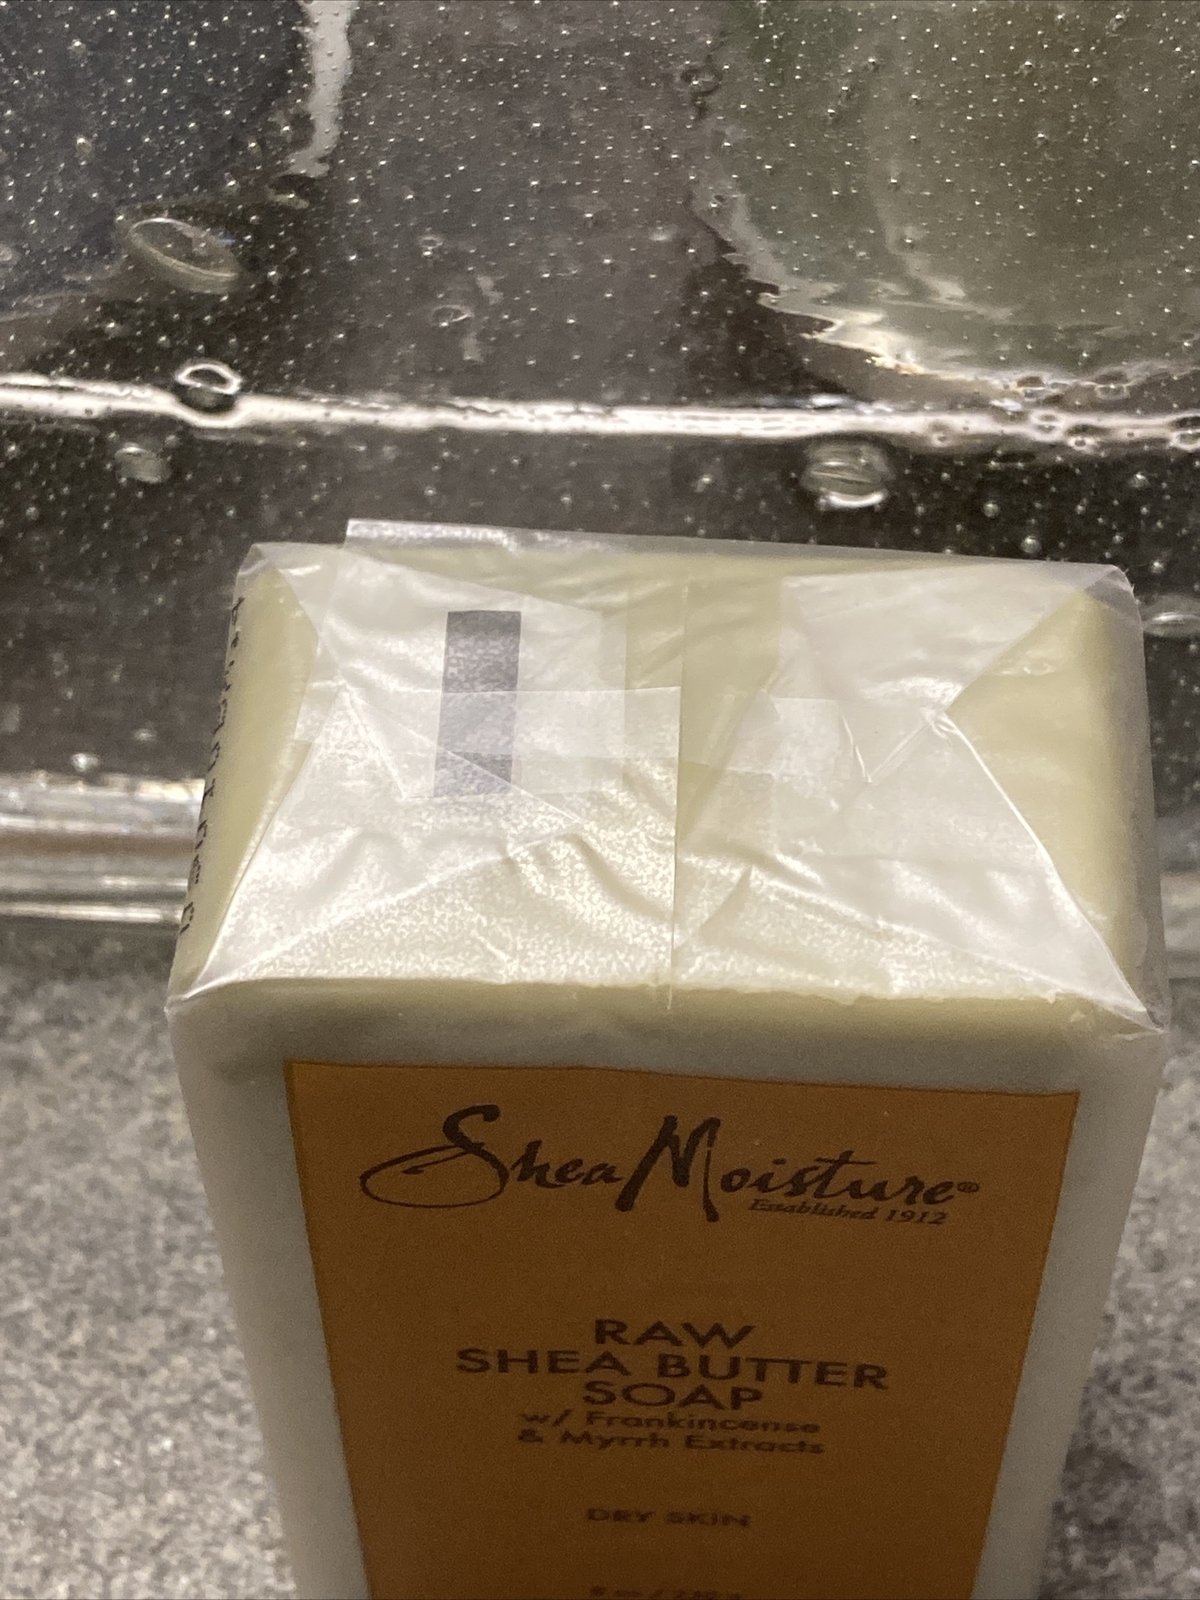 SheaMoisture®
Established 1912
RAW
SHEA BUTTER
SOAP
w/ Frankincense
& Myrrh Extracts
DRY SKIN